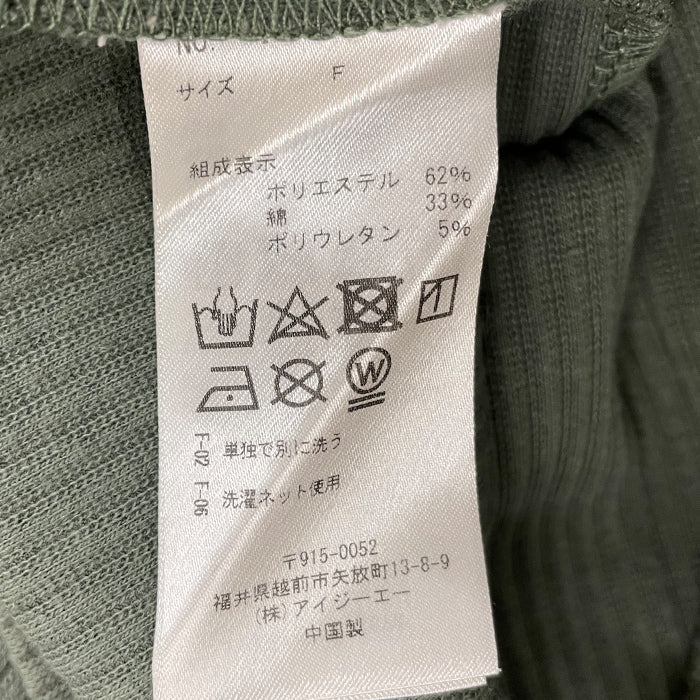 No.
サイズ F
組成表示
ポリエステル 62%
綿 33%
ポリウレタン 5%
W
F-02 単独で別に洗う
F-06 洗濯ネット使用
〒915-0052
福井県越前市矢放町13-8-9
(株)アイジーエー
中国製